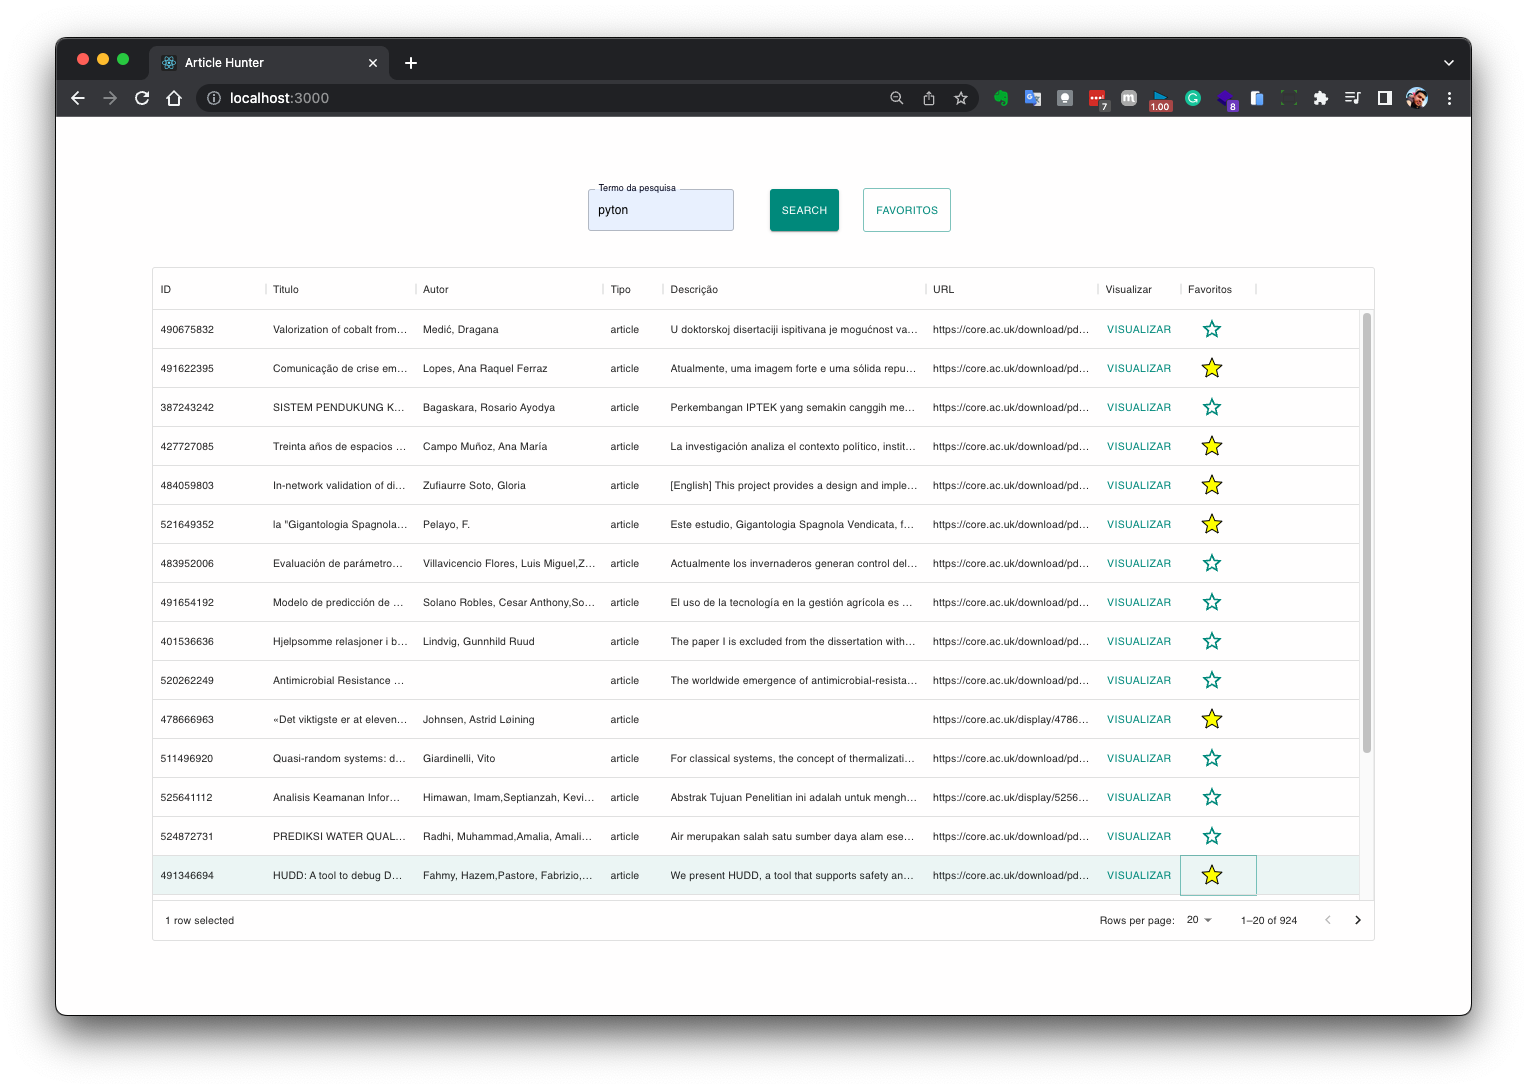 Article Hunter
localhost:3000
7
1.00
8
Termo da pesquisa
pyton
SEARCH
FAVORITOS
ID Titulo Autor Tipo Descrição URL Visualizar Favoritos
490675832 Valorization of cobalt from... Medić, Dragana article U doktorskoj disertaciji ispitivana je mogućnost va... https://core.ac.uk/download/pd... VISUALIZAR
491622395 Comunicação de crise em... Lopes, Ana Raquel Ferraz article Atualmente, uma imagem forte e uma sólida repu... https://core.ac.uk/download/pd... VISUALIZAR
387243242 SISTEM PENDUKUNG K... Bagaskara, Rosario Ayodya article Perkembangan IPTEK yang semakin canggih me... https://core.ac.uk/download/pd... VISUALIZAR
427727085 Treinta años de espacios ... Campo Muñoz, Ana María article La investigación analiza el contexto político, instit... https://core.ac.uk/download/pd... VISUALIZAR
484059803 In-network validation of di... Zufiaurre Soto, Gloria article [English] This project provides a design and imple... https://core.ac.uk/download/pd... VISUALIZAR
521649352 la "Gigantologia Spagnola... Pelayo, F. article Este estudio, Gigantologia Spagnola Vendicata, f... https://core.ac.uk/download/pd... VISUALIZAR
483952006 Evaluación de parámetro... Villavicencio Flores, Luis Miguel,Z... article Actualmente los invernaderos generan control del... https://core.ac.uk/download/pd... VISUALIZAR
491654192 Modelo de predicción de ... Solano Robles, Cesar Anthony,So... article El uso de la tecnología en la gestión agrícola es ... https://core.ac.uk/download/pd... VISUALIZAR
401536636 Hjelpsomme relasjoner i b... Lindvig, Gunnhild Ruud article The paper I is excluded from the dissertation with... https://core.ac.uk/download/pd... VISUALIZAR
520262249 Antimicrobial Resistance ... article The worldwide emergence of antimicrobial-resista... https://core.ac.uk/download/pd... VISUALIZAR
478666963 «Det viktigste er at eleven... Johnsen, Astrid Løining article https://core.ac.uk/display/4786... VISUALIZAR
511496920 Quasi-random systems: d... Giardinelli, Vito article For classical systems, the concept of thermalizati... https://core.ac.uk/download/pd... VISUALIZAR
525641112 Analisis Keamanan Infor... Himawan, Imam,Septianzah, Kevi... article Abstrak Tujuan Penelitian ini adalah untuk mengh... https://core.ac.uk/display/5256... VISUALIZAR
524872731 PREDIKSI WATER QUAL... Radhi, Muhammad,Amalia, Amali... article Air merupakan salah satu sumber daya alam ese... https://core.ac.uk/download/pd... VISUALIZAR
491346694 HUDD: A tool to debug D... Fahmy, Hazem,Pastore, Fabrizio,... article We present HUDD, a tool that supports safety an... https://core.ac.uk/download/pd... VISUALIZAR
1 row selected Rows per page: 20 1–20 of 924